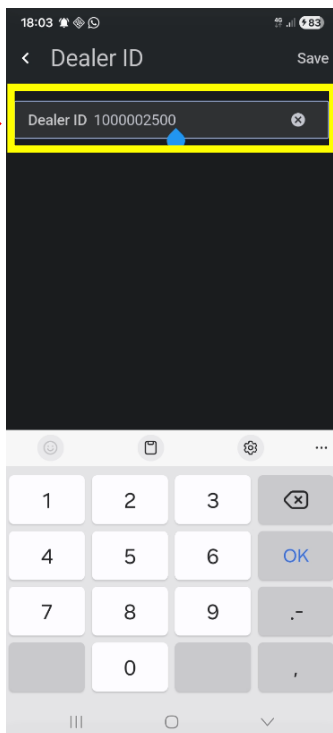 18:03 4G 83
Dealer ID Save
Dealer ID 1000002500
1 2 3
4 5 6 OK
7 8 9 .-
0 ,